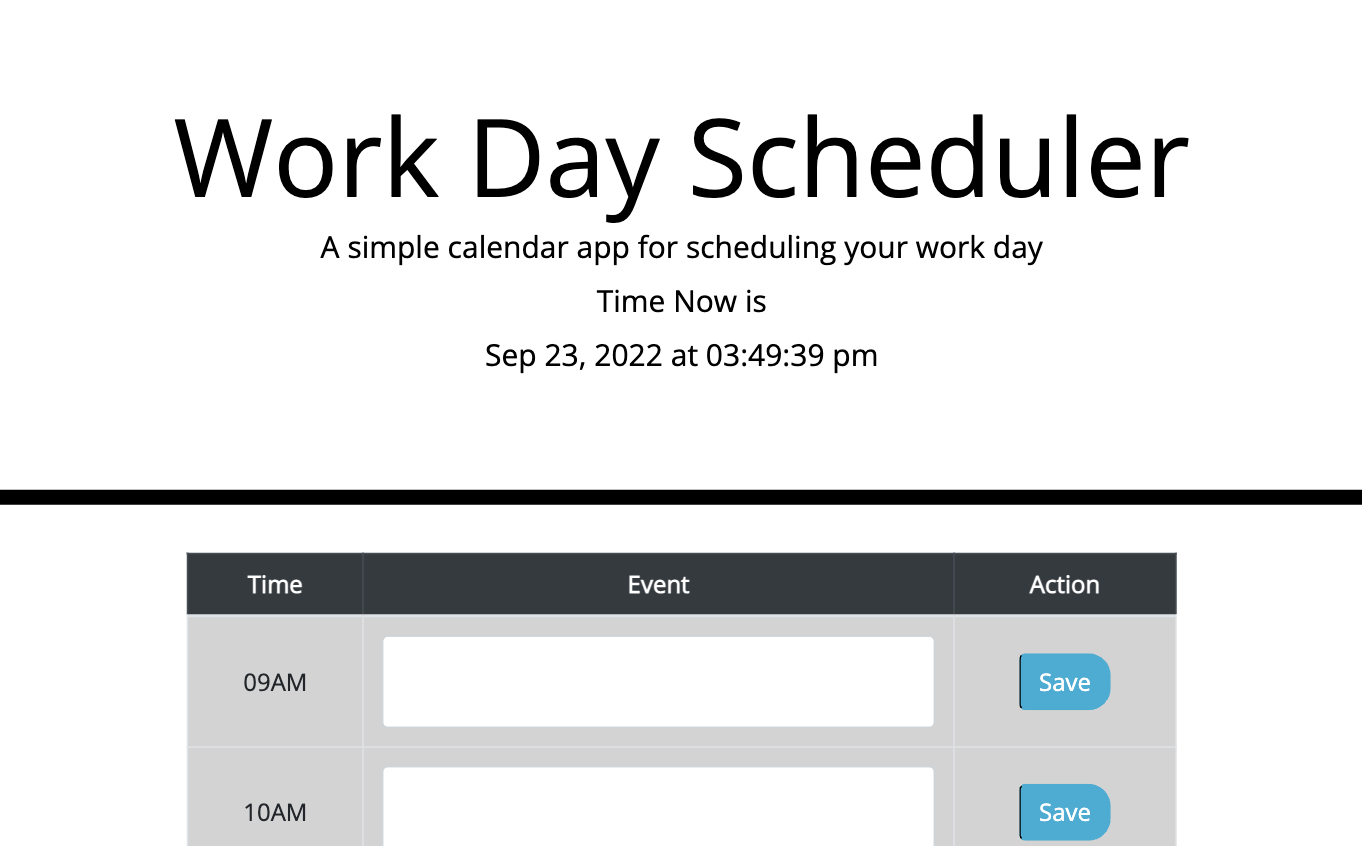 Work Day Scheduler
A simple calendar app for scheduling your work day
Time Now is
Sep 23, 2022 at 03:49:39 pm
Time Event Action
09AM Save
10AM Save